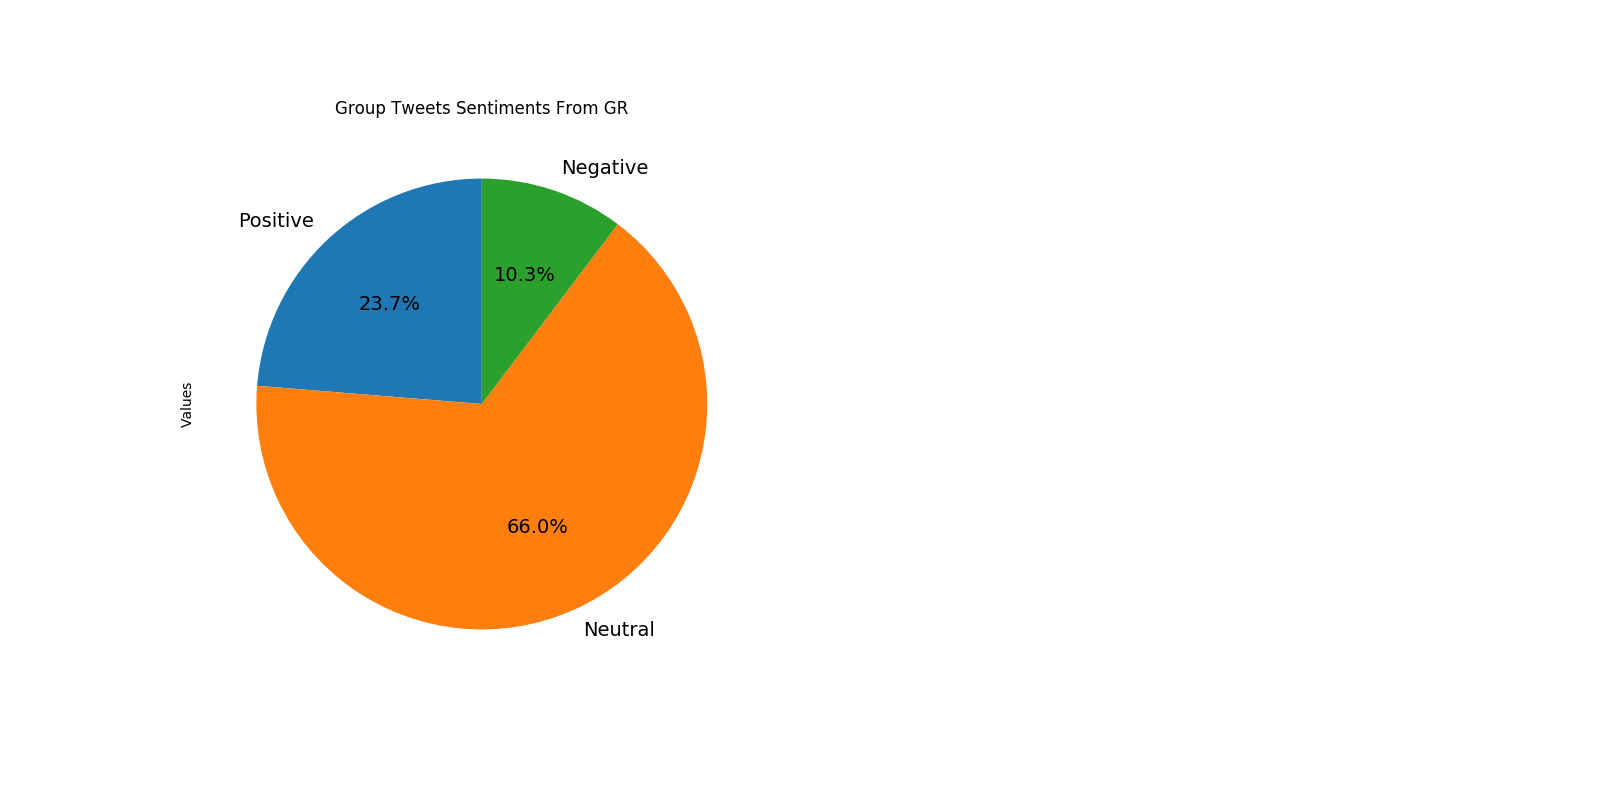 Group Tweets Sentiments From GR
Negative
Positive
10.3%
23.7%
Values
66.0%
Neutral